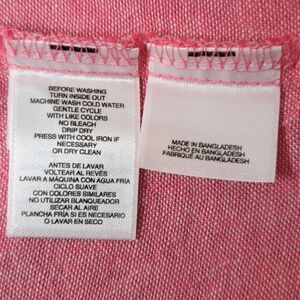 BEFORE WASHING
TURN INSIDE OUT
MACHINE WASH COLD WATER
GENTLE CYCLE
WITH LIKE COLORS
NO BLEACH
DRIP DRY
PRESS WITH COOL IRON IF
NECESSARY
OR DRY CLEAN
ANTES DE LAVAR
VOLTEAR AL REVÉS
LAVAR A MÁQUINA CON AGUA FRÍA
CICLO SUAVE
CON COLORES SIMILARES
NO UTILIZAR BLANQUEADOR
SECAR AL AIRE
PLANCHA FRÍA SI ES NECESARIO
O LAVAR EN SECO
MADE IN BANGLADESH
HECHO EN BANGLADESH
FABRIQUÉ AU BANGLADESH